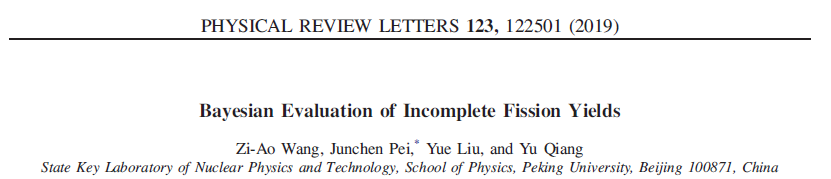 PHYSICAL REVIEW LETTERS 123, 122501 (2019)
Bayesian Evaluation of Incomplete Fission Yields
Zi-Ao Wang, Junchen Pei,* Yue Liu, and Yu Qiang
State Key Laboratory of Nuclear Physics and Technology, School of Physics, Peking University, Beijing 100871, China